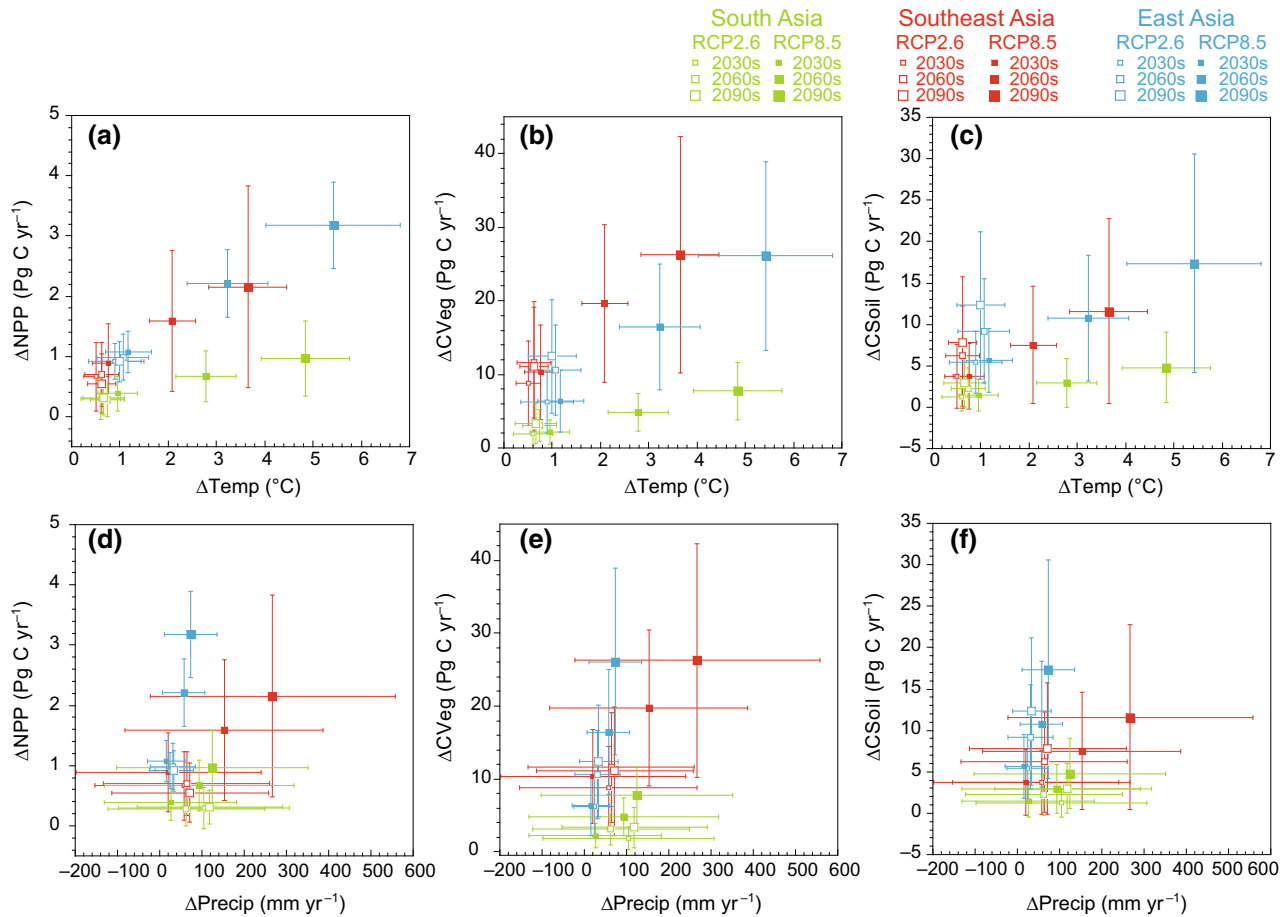 South Asia Southeast Asia East Asia
RCP2.6 RCP8.5 RCP2.6 RCP8.5 RCP2.6 RCP8.5
2030s 2030s 2030s 2030s 2030s 2030s
2060s 2060s 2060s 2060s 2060s 2060s
2090s 2090s 2090s 2090s 2090s 2090s
(a)
ΔNPP (Pg C yr⁻¹)
5
4
3
2
1
0
0 1 2 3 4 5 6 7
ΔTemp (°C)
(b)
ΔCVeg (Pg C yr⁻¹)
40
30
20
10
0
0 1 2 3 4 5 6 7
ΔTemp (°C)
(c)
ΔCSoil (Pg C yr⁻¹)
35
30
25
20
15
10
5
0
−5
0 1 2 3 4 5 6 7
ΔTemp (°C)
(d)
ΔNPP (Pg C yr⁻¹)
5
4
3
2
1
0
−200 −100 0 100 200 300 400 500 600
ΔPrecip (mm yr⁻¹)
(e)
ΔCVeg (Pg C yr⁻¹)
40
30
20
10
0
−200 −100 0 100 200 300 400 500 600
ΔPrecip (mm yr⁻¹)
(f)
ΔCSoil (Pg C yr⁻¹)
35
30
25
20
15
10
5
0
−5
−200 −100 0 100 200 300 400 500 600
ΔPrecip (mm yr⁻¹)